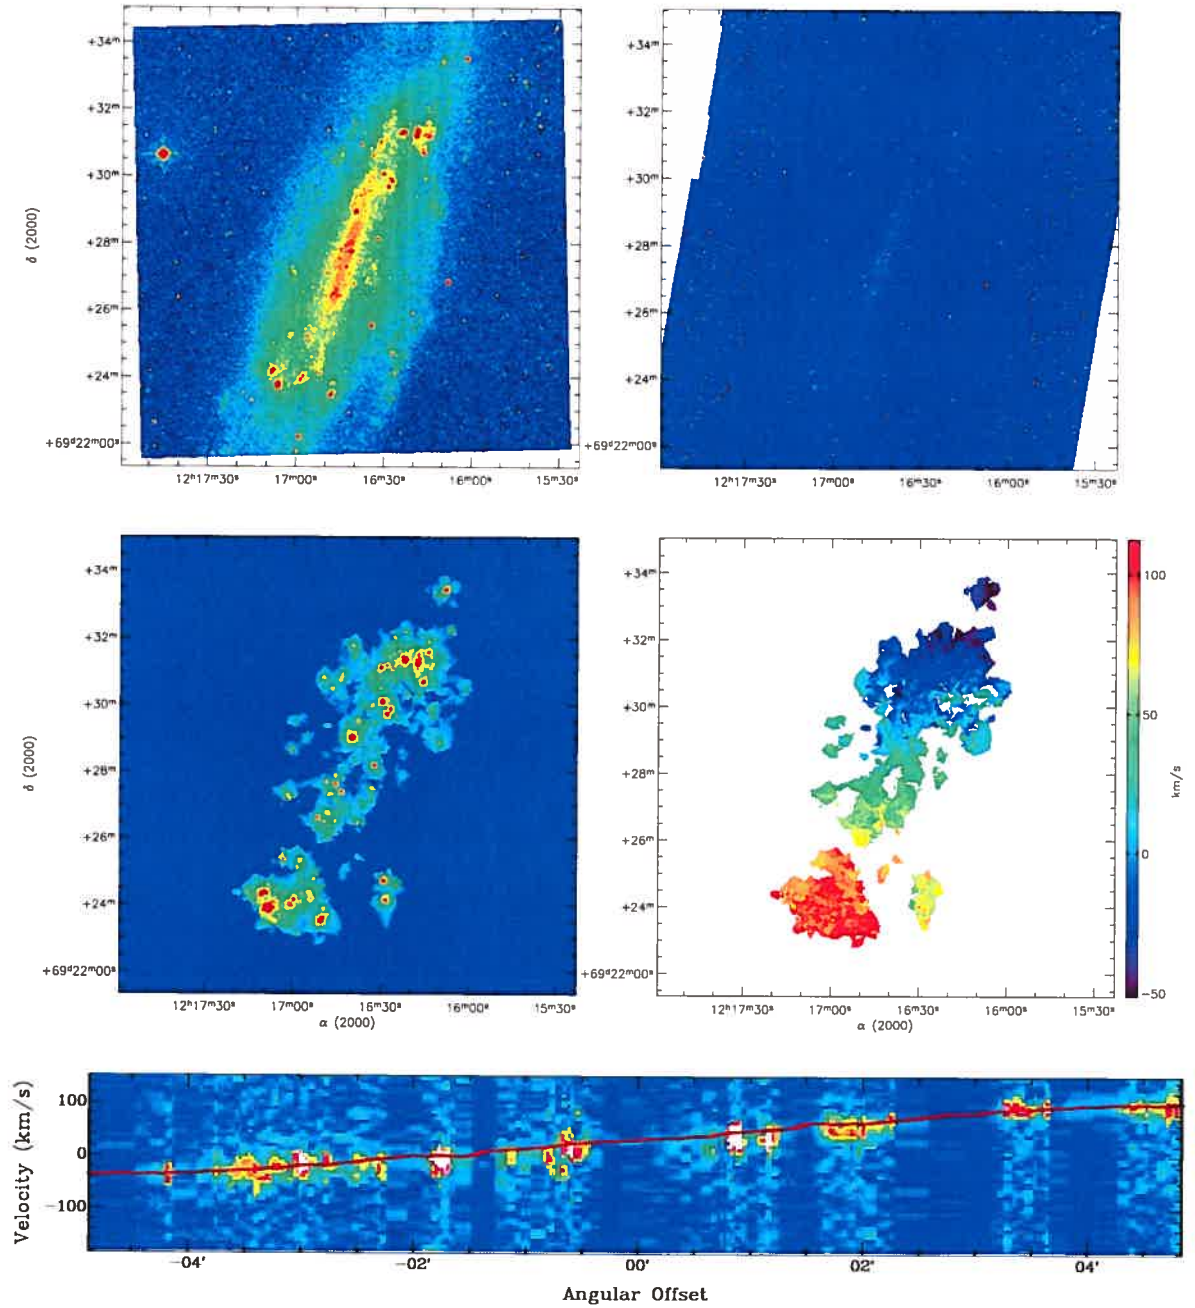 +34ᵐ
+32ᵐ
+30ᵐ
+28ᵐ
+26ᵐ
+24ᵐ
+69ᵈ22ᵐ00ˢ
δ (2000)
12ʰ17ᵐ30ˢ 17ᵐ00ˢ 16ᵐ30ˢ 16ᵐ00ˢ 15ᵐ30ˢ
+34ᵐ
+32ᵐ
+30ᵐ
+28ᵐ
+26ᵐ
+24ᵐ
+69ᵈ22ᵐ00ˢ
12ʰ17ᵐ30ˢ 17ᵐ00ˢ 16ᵐ30ˢ 16ᵐ00ˢ 15ᵐ30ˢ
+34ᵐ
+32ᵐ
+30ᵐ
+28ᵐ
+26ᵐ
+24ᵐ
+69ᵈ22ᵐ00ˢ
δ (2000)
12ʰ17ᵐ30ˢ 17ᵐ00ˢ 16ᵐ30ˢ 16ᵐ00ˢ 15ᵐ30ˢ
α (2000)
+34ᵐ
+32ᵐ
+30ᵐ
+28ᵐ
+26ᵐ
+24ᵐ
+69ᵈ22ᵐ00ˢ
12ʰ17ᵐ30ˢ 17ᵐ00ˢ 16ᵐ30ˢ 16ᵐ00ˢ 15ᵐ30ˢ
α (2000)
100
50
0
−50
km/s
Velocity (km/s)
100
0
−100
−04' −02' 00' 02' 04'
Angular Offset